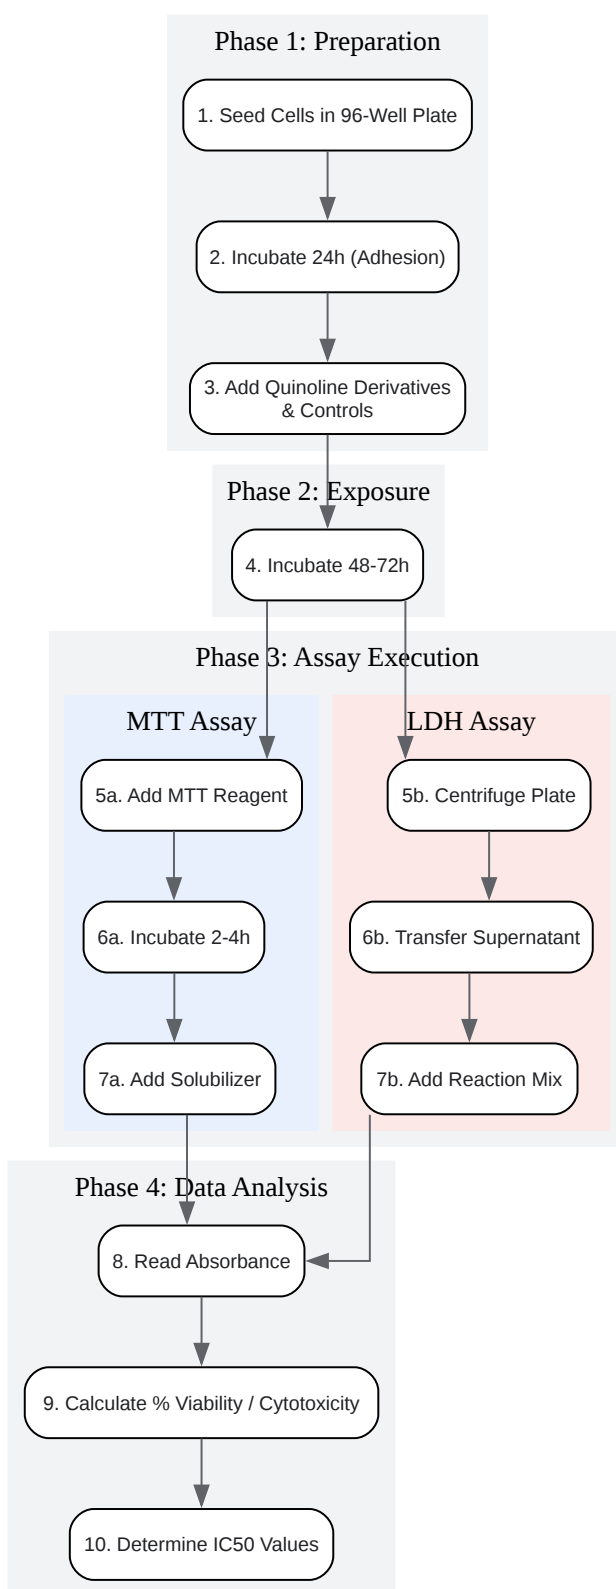 Phase 1: Preparation
1. Seed Cells in 96-Well Plate
2. Incubate 24h (Adhesion)
3. Add Quinoline Derivatives
& Controls
Phase 2: Exposure
4. Incubate 48-72h
Phase 3: Assay Execution
MTT Assay
5a. Add MTT Reagent
6a. Incubate 2-4h
7a. Add Solubilizer
LDH Assay
5b. Centrifuge Plate
6b. Transfer Supernatant
7b. Add Reaction Mix
Phase 4: Data Analysis
8. Read Absorbance
9. Calculate % Viability / Cytotoxicity
10. Determine IC50 Values